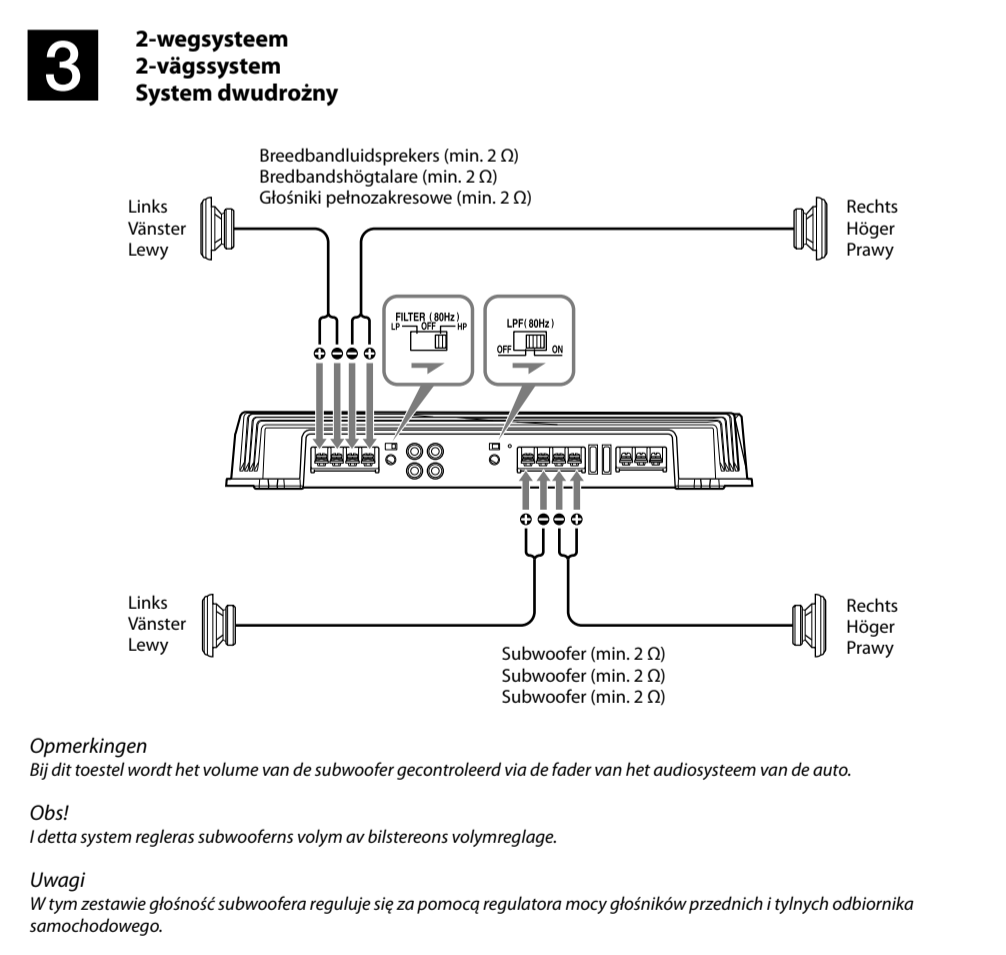 3
2-wegsysteem
2-vägssystem
System dwudrożny
Breedbandluidsprekers (min. 2 Ω)
Bredbandshögtalare (min. 2 Ω)
Głośniki pełnozakresowe (min. 2 Ω)
Links
Vänster
Lewy
Rechts
Höger
Prawy
FILTER (80Hz)
LP OFF HP
LPF(80Hz)
OFF ON
Links
Vänster
Lewy
Rechts
Höger
Prawy
Subwoofer (min. 2 Ω)
Subwoofer (min. 2 Ω)
Subwoofer (min. 2 Ω)
Opmerkingen
Bij dit toestel wordt het volume van de subwoofer gecontroleerd via de fader van het audiosysteem van de auto.
Obs!
I detta system regleras subwooferns volym av bilstereons volymreglage.
Uwagi
W tym zestawie głośność subwoofera reguluje się za pomocą regulatora mocy głośników przednich i tylnych odbiornika
samochodowego.